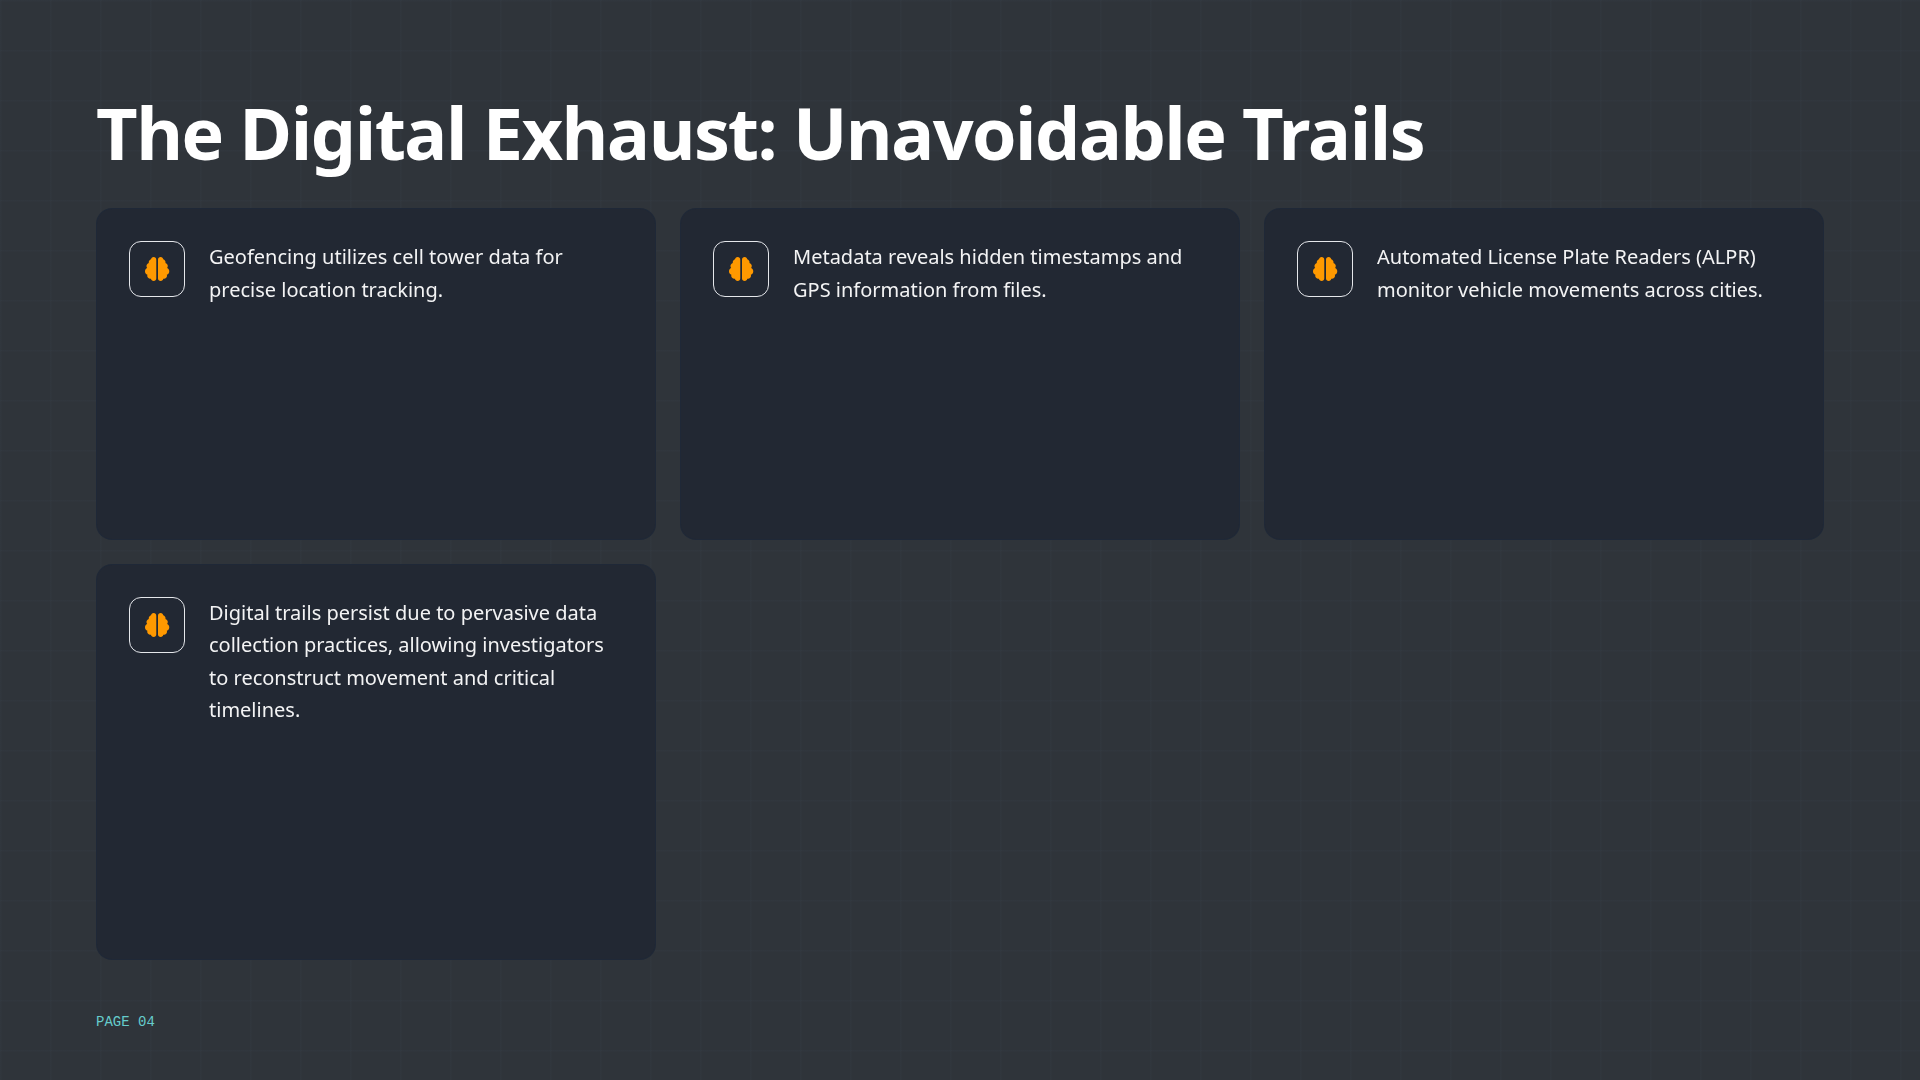 The Digital Exhaust: Unavoidable Trails
Geofencing utilizes cell tower data for
precise location tracking.
Metadata reveals hidden timestamps and
GPS information from files.
Automated License Plate Readers (ALPR)
monitor vehicle movements across cities.
Digital trails persist due to pervasive data
collection practices, allowing investigators
to reconstruct movement and critical
timelines.
PAGE 04